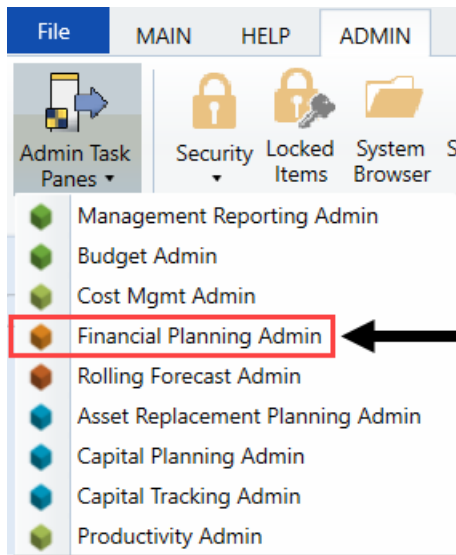 File MAIN HELP ADMIN
Admin Task Panes
Security
Locked Items
System Browser
S
Management Reporting Admin
Budget Admin
Cost Mgmt Admin
Financial Planning Admin
Rolling Forecast Admin
Asset Replacement Planning Admin
Capital Planning Admin
Capital Tracking Admin
Productivity Admin